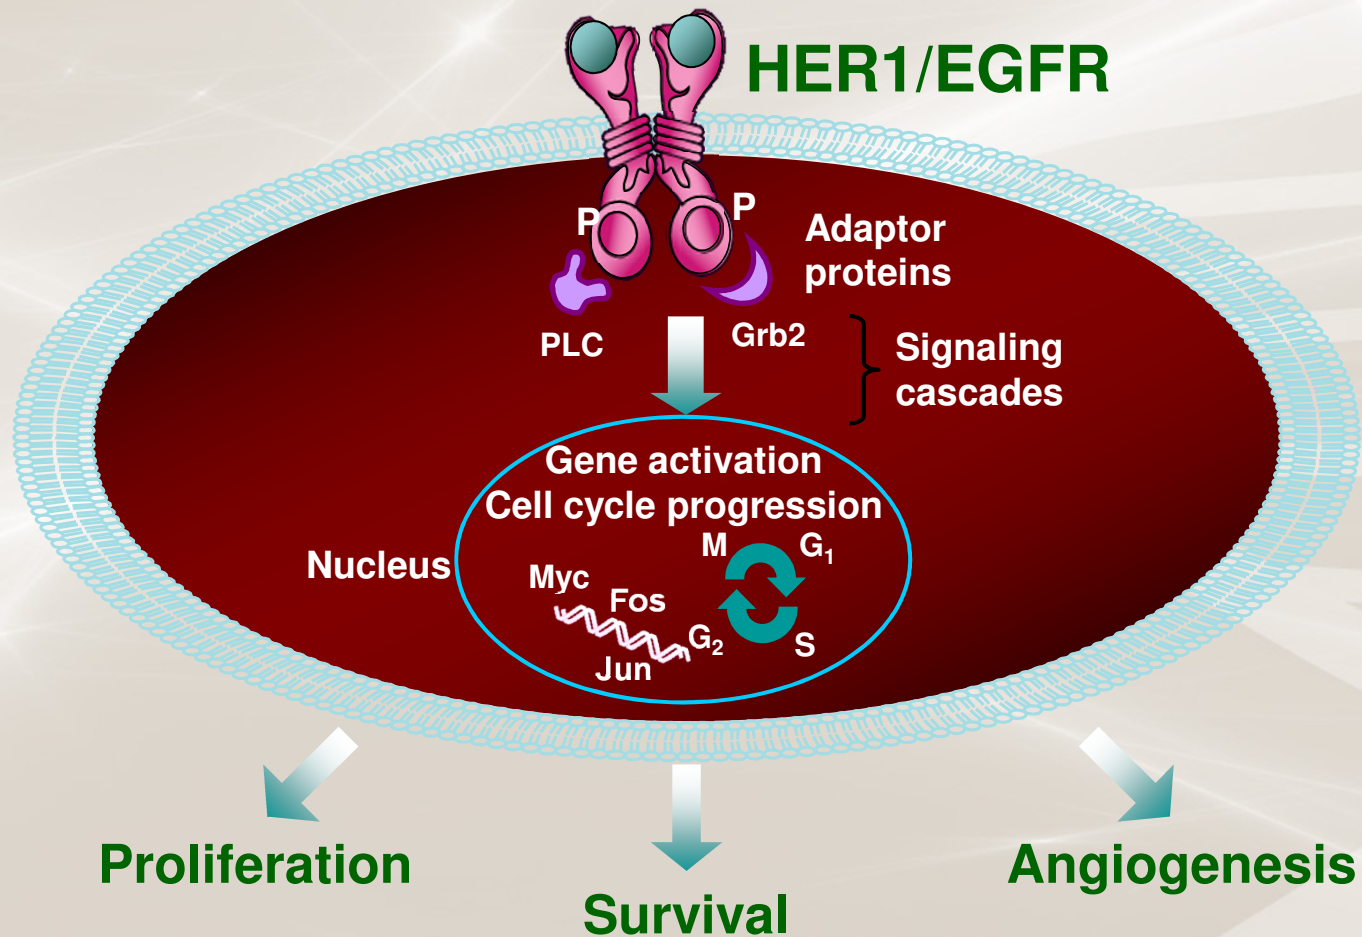 HER1/EGFR
P
P
Adaptor
proteins
PLC
Grb2
Signaling
cascades
Gene activation
Cell cycle progression
Nucleus
M
G₁
Myc
Fos
G₂
S
Jun
Proliferation
Survival
Angiogenesis